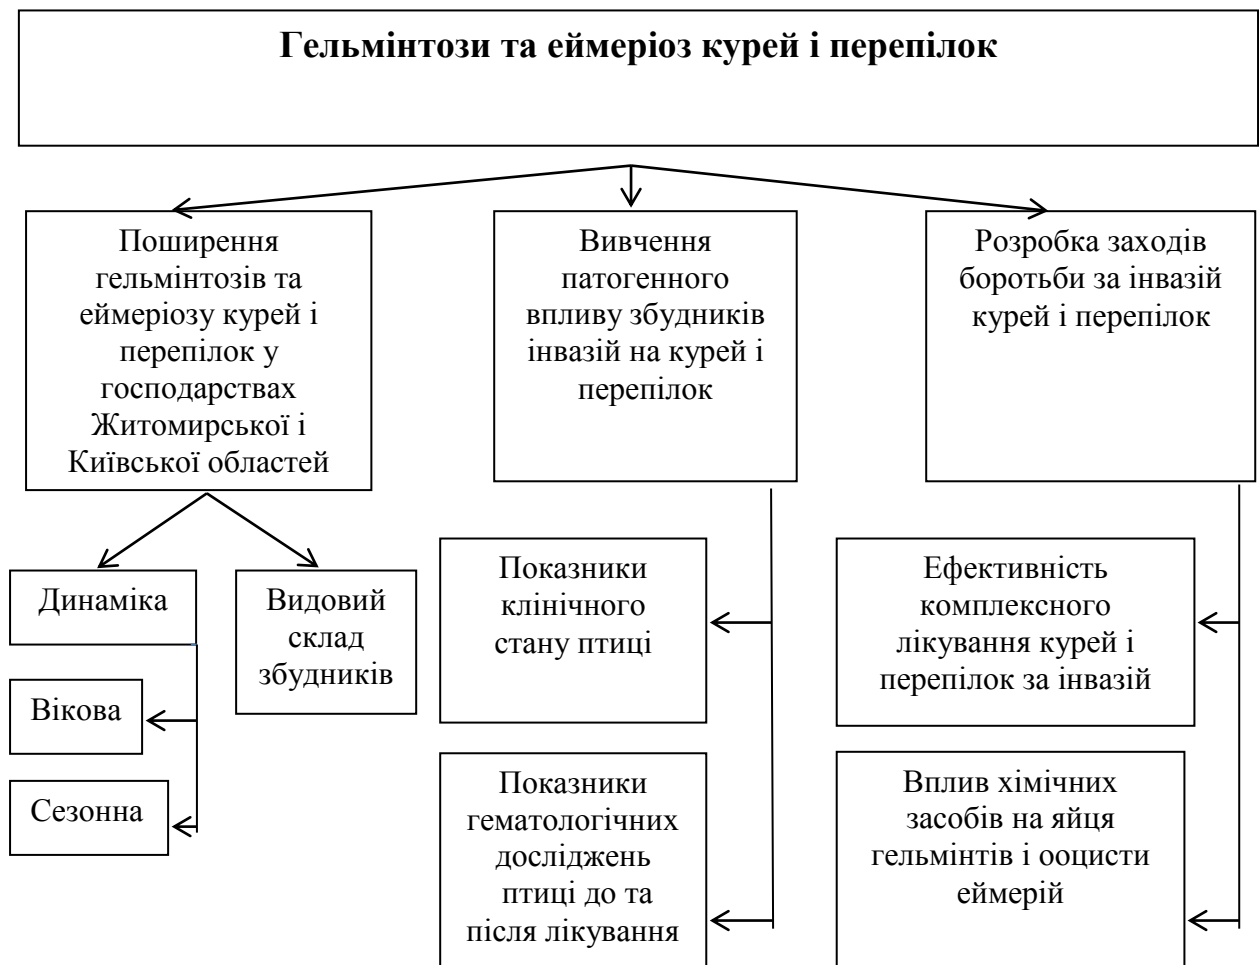 Гельмінтози та еймеріоз курей і перепілок
Поширення
гельмінтозів та
еймеріозу курей і
перепілок у
господарствах
Житомирської і
Київської областей
Вивчення
патогенного
впливу збудників
інвазій на курей і
перепілок
Розробка заходів
боротьби за інвазій
курей і перепілок
Динаміка
Вікова
Сезонна
Видовий
склад
збудників
Показники
клінічного
стану птиці
Показники
гематологічних
досліджень
птиці до та
після лікування
Ефективність
комплексного
лікування курей і
перепілок за інвазій
Вплив хімічних
засобів на яйця
гельмінтів і ооцисти
еймерій